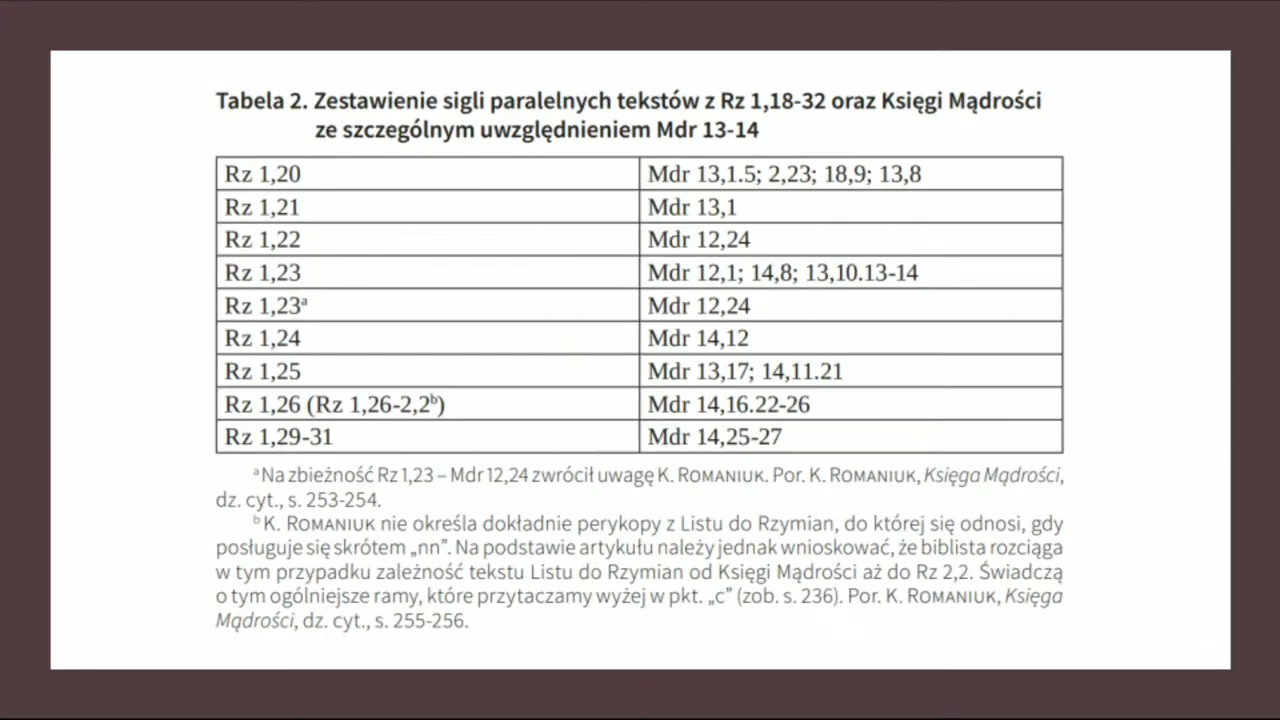 Tabela 2. Zestawienie sigli paralelnych tekstów z Rz 1,18-32 oraz Księgi Mądrości
ze szczególnym uwzględnieniem Mdr 13-14
Rz 1,20 Mdr 13,1.5; 2,23; 18,9; 13,8
Rz 1,21 Mdr 13,1
Rz 1,22 Mdr 12,24
Rz 1,23 Mdr 12,1; 14,8; 13,10.13-14
Rz 1,23ᵃ Mdr 12,24
Rz 1,24 Mdr 14,12
Rz 1,25 Mdr 13,17; 14,11.21
Rz 1,26 (Rz 1,26-2,2ᵇ) Mdr 14,16.22-26
Rz 1,29-31 Mdr 14,25-27
ᵃ Na zbieżność Rz 1,23 – Mdr 12,24 zwrócił uwagę K. Romaniuk. Por. K. Romaniuk, Księga Mądrości,
dz. cyt., s. 253-254.
ᵇ K. Romaniuk nie określa dokładnie perykopy z Listu do Rzymian, do której się odnosi, gdy
posługuje się skrótem „nn”. Na podstawie artykułu należy jednak wnioskować, że biblista rozciąga
w tym przypadku zależność tekstu Listu do Rzymian od Księgi Mądrości aż do Rz 2,2. Świadczą
o tym ogólniejsze ramy, które przytaczamy wyżej w pkt. „c” (zob. s. 236). Por. K. Romaniuk, Księga
Mądrości, dz. cyt., s. 255-256.